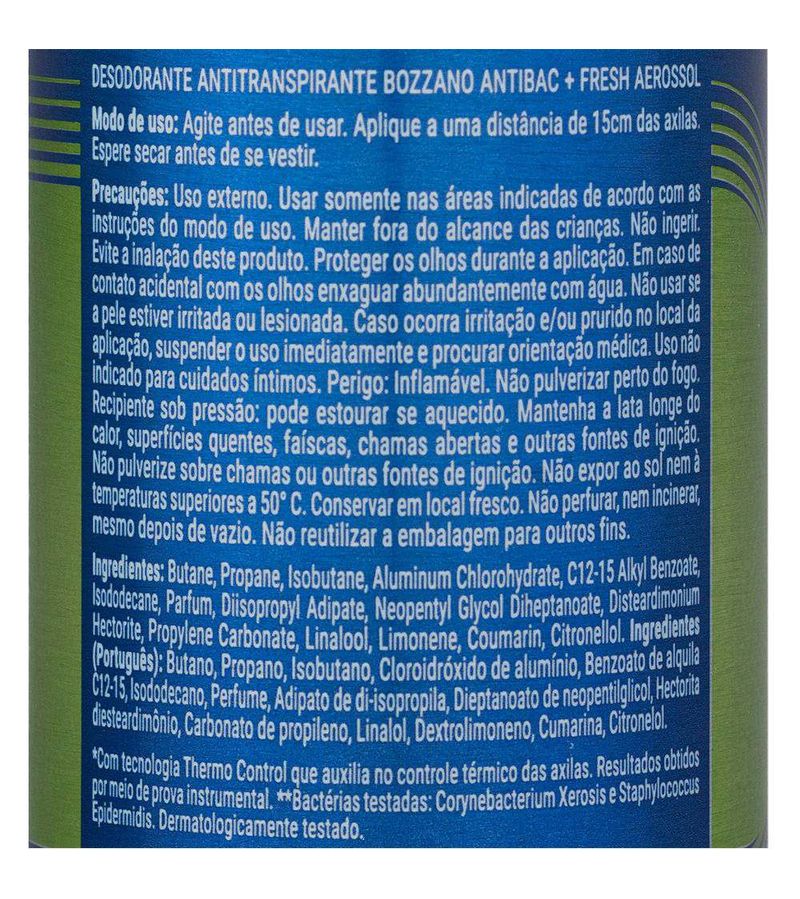 DESODORANTE ANTITRANSPIRANTE BOZZANO ANTIBAC + FRESH AEROSSOL
Modo de uso: Agite antes de usar. Aplique a uma distância de 15cm das axilas.
Espere secar antes de se vestir.
Precauções: Uso externo. Usar somente nas áreas indicadas de acordo com as
instruções do modo de uso. Manter fora do alcance das crianças. Não ingerir.
Evite a inalação deste produto. Proteger os olhos durante a aplicação. Em caso de
contato acidental com os olhos enxaguar abundantemente com água. Não usar se
a pele estiver irritada ou lesionada. Caso ocorra irritação e/ou prurido no local da
aplicação, suspender o uso imediatamente e procurar orientação médica. Uso não
indicado para cuidados íntimos. Perigo: Inflamável. Não pulverizar perto do fogo.
Recipiente sob pressão: pode estourar se aquecido. Mantenha a lata longe do
calor, superfícies quentes, faíscas, chamas abertas e outras fontes de ignição.
Não pulverize sobre chamas ou outras fontes de ignição. Não expor ao sol nem à
temperaturas superiores a 50° C. Conservar em local fresco. Não perfurar, nem incinerar,
mesmo depois de vazio. Não reutilizar a embalagem para outros fins.
Ingredientes: Butane, Propane, Isobutane, Aluminum Chlorohydrate, C12-15 Alkyl Benzoate,
Isododecane, Parfum, Diisopropyl Adipate, Neopentyl Glycol Diheptanoate, Disteardimonium
Hectorite, Propylene Carbonate, Linalool, Limonene, Coumarin, Citronellol. Ingredientes
(Português): Butano, Propano, Isobutano, Cloroidróxido de alumínio, Benzoato de alquila
C12-15, Isododecano, Perfume, Adipato de di-isopropila, Dieptanoato de neopentilglicol, Hectorita
diesteardimônio, Carbonato de propileno, Linalol, Dextrolimoneno, Cumarina, Citronelol.
*Com tecnologia Thermo Control que auxilia no controle térmico das axilas. Resultados obtidos
por meio de prova instrumental. **Bactérias testadas: Corynebacterium Xerosis e Staphylococcus
Epidermidis. Dermatologicamente testado.